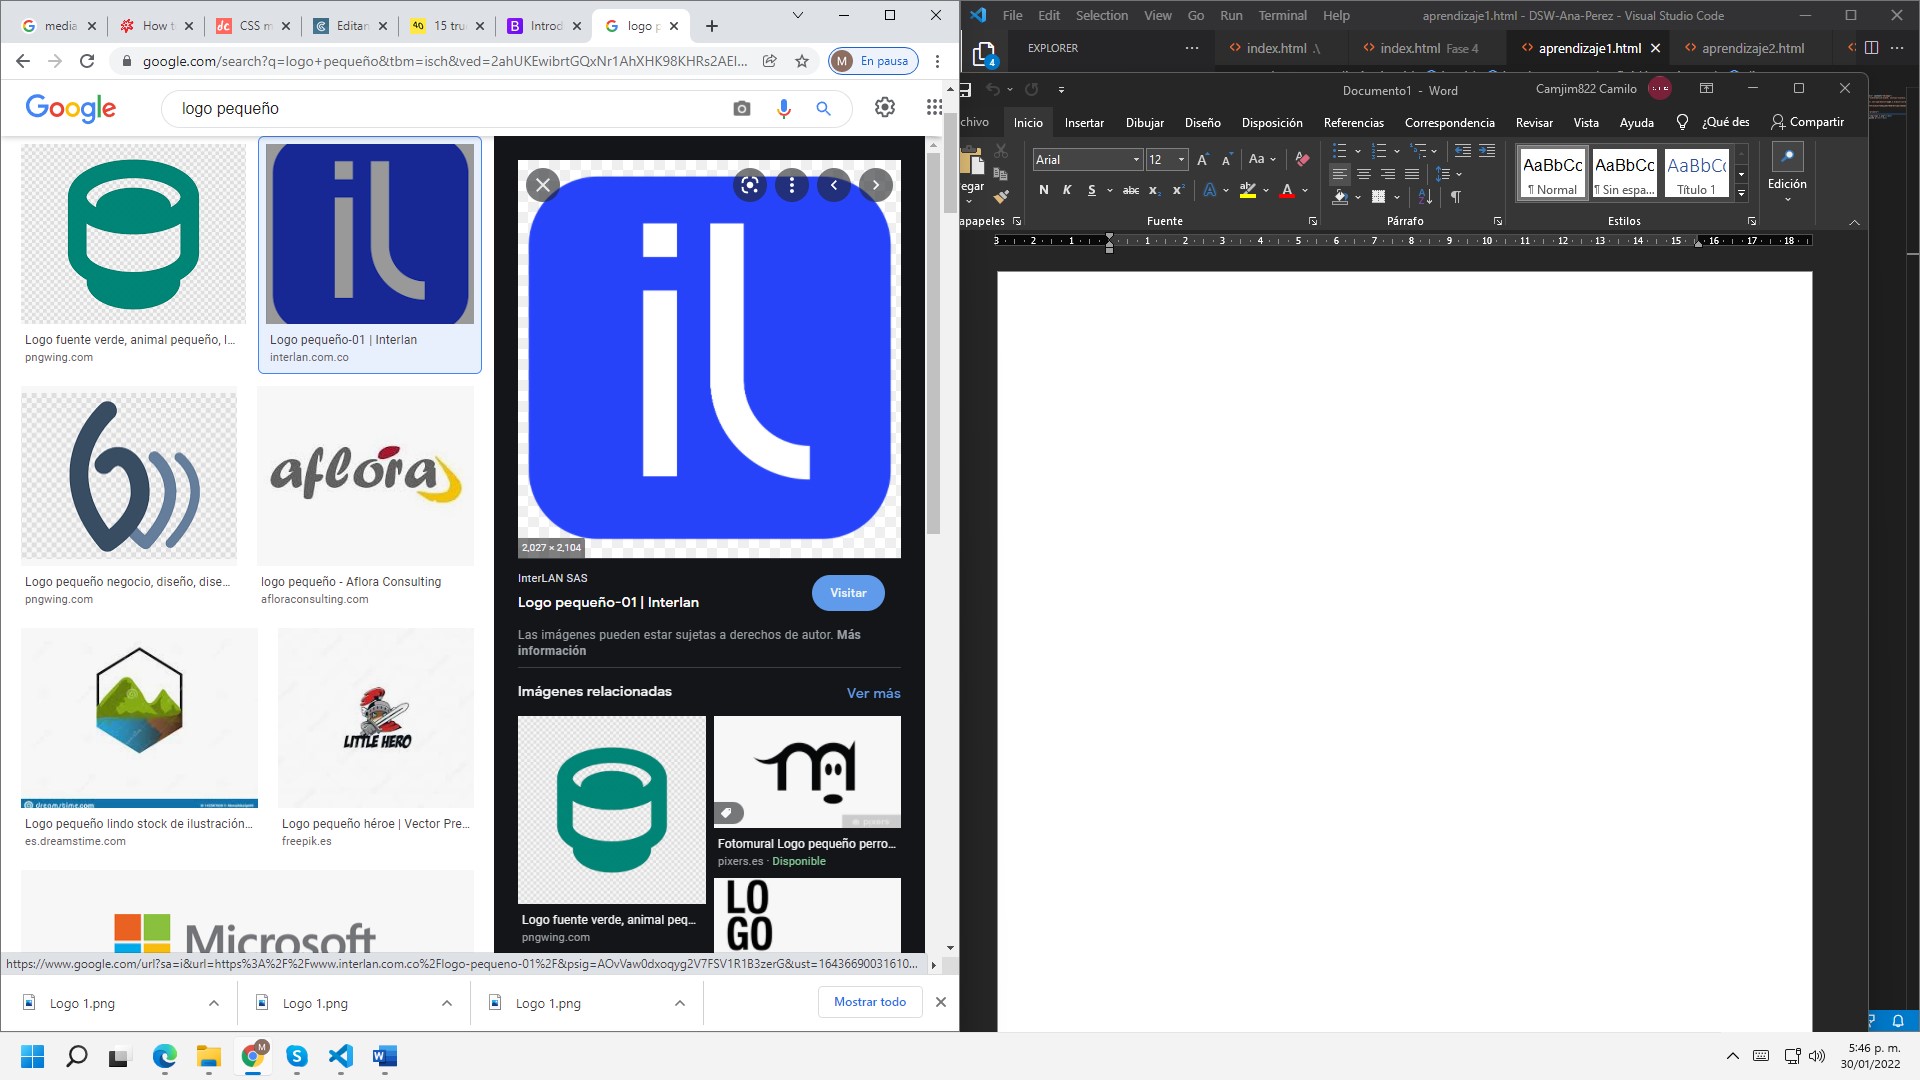 media
How t
CSS m
Editan
15 tru
Introd
logo p
google.com/search?q=logo+pequeño&tbm=isch&ved=2ahUKEwibrtGQxNr1AhXHK98KHRs2AEI...
M
En pausa
Google
logo pequeño
Logo fuente verde, animal pequeño, l...
pngwing.com
il
Logo pequeño-01 | Interlan
interlan.com.co
Logo pequeño negocio, diseño, dise...
pngwing.com
aflora
logo pequeño - Aflora Consulting
afloraconsulting.com
dreamstime.com
Logo pequeño lindo stock de ilustración...
es.dreamstime.com
LITTLE HERO
Logo pequeño héroe | Vector Pre...
freepik.es
Microsoft
il
2,027 × 2,104
InterLAN SAS
Logo pequeño-01 | Interlan
Visitar
Las imágenes pueden estar sujetas a derechos de autor. Más
información
Imágenes relacionadas
Ver más
Logo fuente verde, animal peq...
pngwing.com
pixers
Fotomural Logo pequeño perro...
pixers.es · Disponible
LO
GO
https://www.google.com/url?sa=i&url=https%3A%2F%2Fwww.interlan.com.co%2Flogo-pequeno-01%2F&psig=AOvVaw0dxoqyg2V7FSV1R1B3zerG&ust=16436690031610...
Logo 1.png
Logo 1.png
Logo 1.png
Mostrar todo
File Edit Selection View Go Run Terminal Help
aprendizaje1.html - DSW-Ana-Perez - Visual Studio Code
4
EXPLORER
index.html .\
index.html Fase 4
aprendizaje1.html
aprendizaje2.html
Documento1 - Word
Camjim822 Camilo
chivo Inicio Insertar Dibujar Diseño Disposición Referencias Correspondencia Revisar Vista Ayuda ¿Qué des Compartir
egar
Arial
12
Aa
N K S abc x₂ x²
AaBbCc
¶ Normal
AaBbCc
¶ Sin espa...
AaBbCc
Título 1
Edición
apapeles
Fuente
Párrafo
Estilos
3 2 1 1 2 3 4 5 6 7 8 9 10 11 12 13 14 15 16 17 18
M
5:46 p. m.
30/01/2022